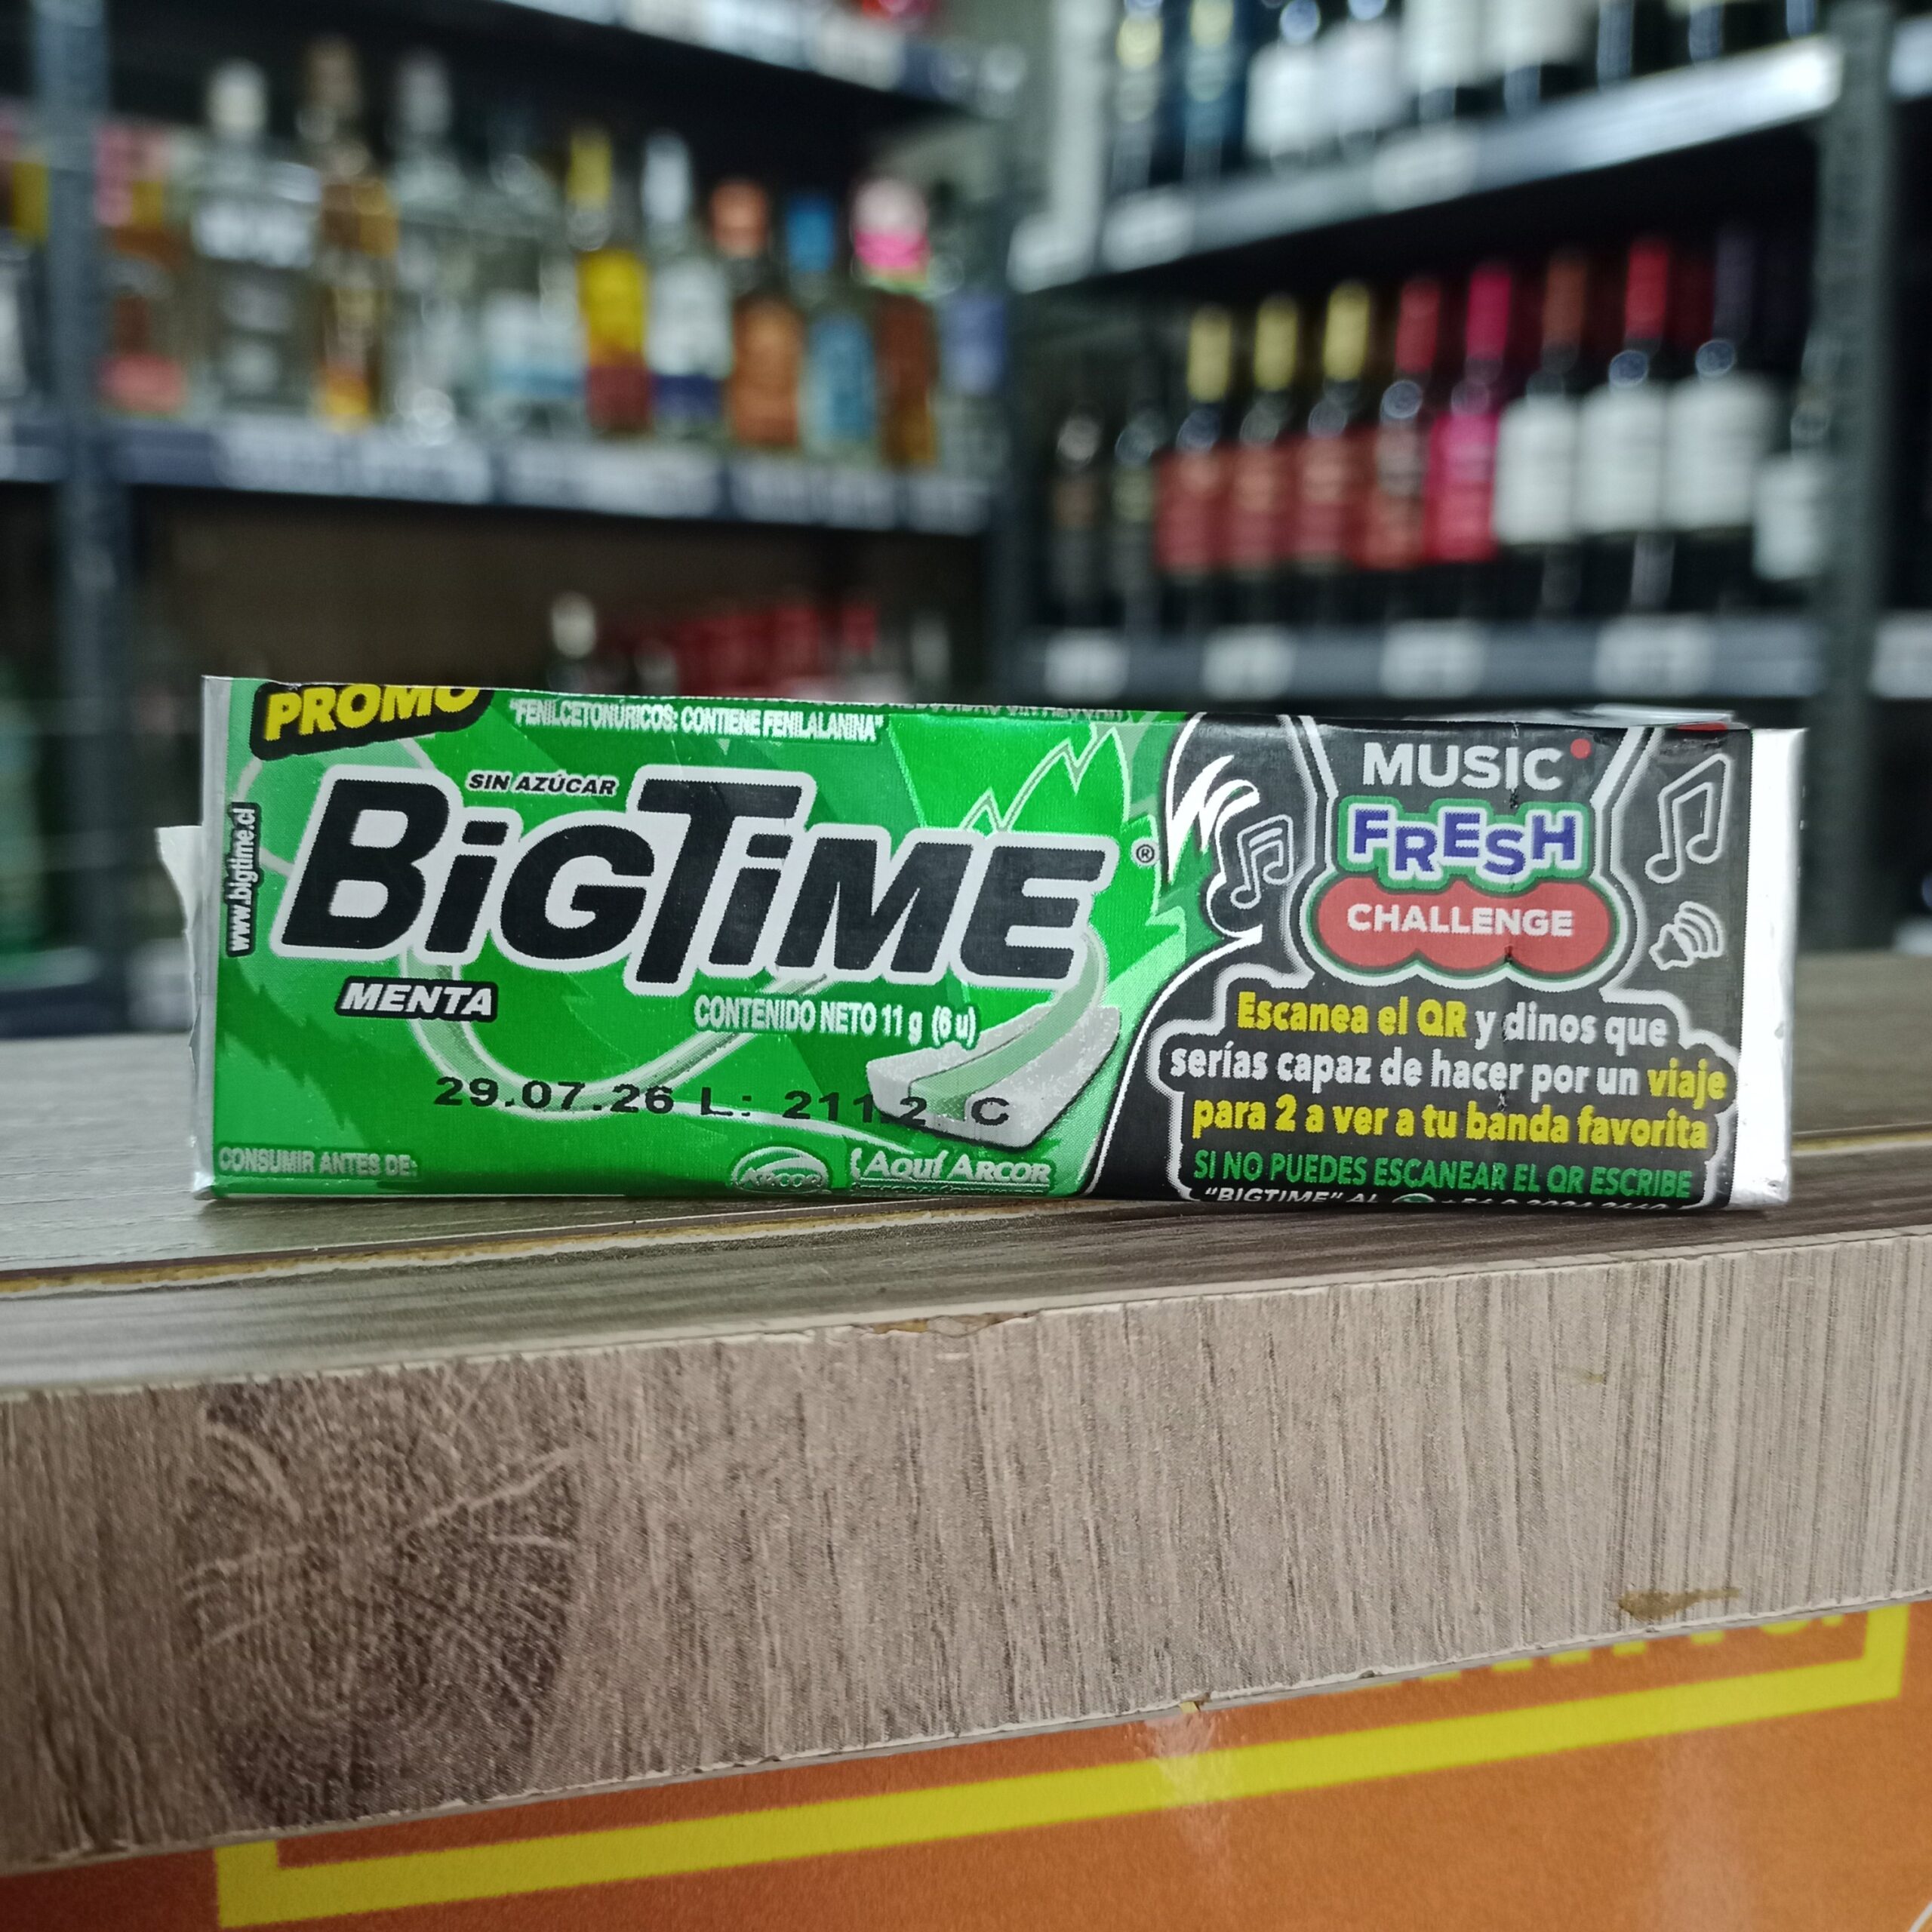 PROMO
"FENILCETONÚRICOS: CONTIENE FENILALANINA"
www.bigtime.cl
SIN AZÚCAR
BiGTiME®
MENTA
CONTENIDO NETO 11 g (6 u)
29.07.26 L: 2112 C
CONSUMIR ANTES DE:
ARCOR
AQUÍ ARCOR
MUSIC
FRESH
CHALLENGE
Escanea el QR y dinos que
serías capaz de hacer por un viaje
para 2 a ver a tu banda favorita
SI NO PUEDES ESCANEAR EL QR ESCRIBE
"BIGTIME" AL